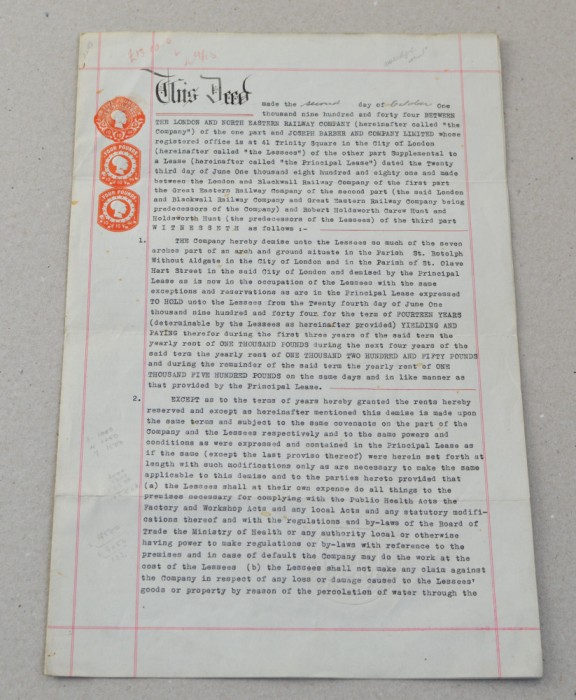 This Deed made the second day of October One
thousand nine hundred and forty four BETWEEN
THE LONDON AND NORTH EASTERN RAILWAY COMPANY (hereinafter called "the
Company") of the one part and JOSEPH BARBER AND COMPANY LIMITED whose
registered office is at 41 Trinity Square in the City of London
(hereinafter called "the Lessees") of the other part Supplemental to
a Lease (hereinafter called "the Principal Lease") dated the Twenty
third day of June One thousand eight hundred and eighty one and made
between the London and Blackwall Railway Company of the first part
the Great Eastern Railway Company of the second part (the said London
and Blackwall Railway Company and Great Eastern Railway Company being
predecessors of the Company) and Robert Holdsworth Carew Hunt and
Holdsworth Hunt (the predecessors of the Lessees) of the third part
W I T N E S S E T H as follows :-
1. THE Company hereby demise unto the Lessees so much of the seven
arches part of an arch and ground situate in the Parish St. Botolph
Without Aldgate in the City of London and in the Parish of St. Olave
Hart Street in the said City of London and demised by the Principal
Lease as is now in the occupation of the Lessees with the same
exceptions and reservations as are in the Principal Lease expressed
TO HOLD unto the Lessees from the Twenty fourth day of June One
thousand nine hundred and forty four for the term of FOURTEEN YEARS
(determinable by the Lessees as hereinafter provided) YIELDING AND
PAYING therefor during the first three years of the said term the
yearly rent of ONE THOUSAND POUNDS during the next four years of the
said term the yearly rent of ONE THOUSAND TWO HUNDRED AND FIFTY POUNDS
and during the remainder of the said term the yearly rent of ONE
THOUSAND FIVE HUNDRED POUNDS on the same days and in like manner as
that provided by the Principal Lease.
2. EXCEPT as to the terms of years hereby granted the rents hereby
reserved and except as hereinafter mentioned this demise is made upon
the same terms and subject to the same covenants on the part of the
Company and the Lessees respectively and to the same powers and
conditions as were expressed and contained in the Principal Lease as
if the same (except the last proviso thereof) were herein set forth at
length with such modifications only as are necessary to make the same
applicable to this demise and to the parties hereto provided that
(a) the Lessees shall at their own expense do all things to the
premises necessary for complying with the Public Health Acts the
Factory and Workshop Acts and any local Acts and any statutory modifi-
cations thereof and with the regulations and by-laws of the Board of
Trade the Ministry of Health or any authority local or otherwise
having power to make regulations or by-laws with reference to the
premises and in case of default the Company may do the work at the
cost of the Lessees (b) the Lessees shall not make any claim against
the Company in respect of any loss or damage caused to the Lessees'
goods or property by reason of the percolation of water through the
FOUR POUNDS
FOUR POUNDS